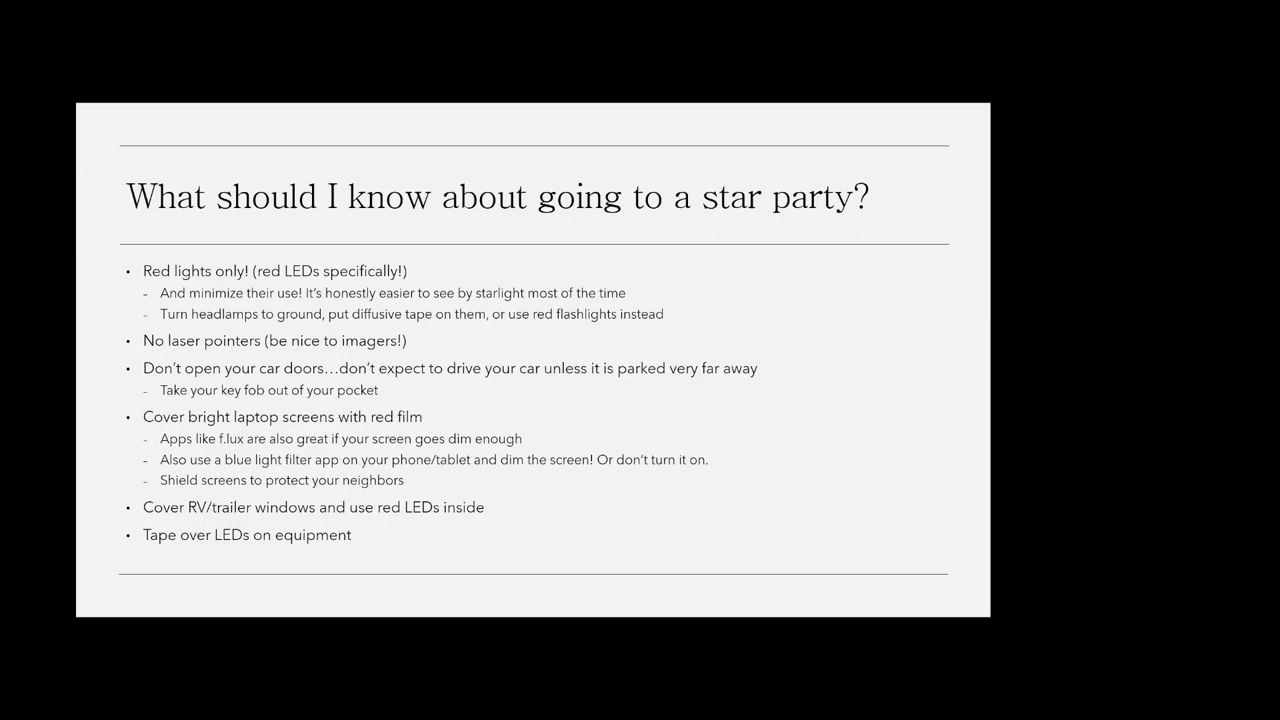 What should I know about going to a star party?
• Red lights only! (red LEDs specifically!)
- And minimize their use! It's honestly easier to see by starlight most of the time
- Turn headlamps to ground, put diffusive tape on them, or use red flashlights instead
• No laser pointers (be nice to imagers!)
• Don't open your car doors…don't expect to drive your car unless it is parked very far away
- Take your key fob out of your pocket
• Cover bright laptop screens with red film
- Apps like f.lux are also great if your screen goes dim enough
- Also use a blue light filter app on your phone/tablet and dim the screen! Or don't turn it on.
- Shield screens to protect your neighbors
• Cover RV/trailer windows and use red LEDs inside
• Tape over LEDs on equipment